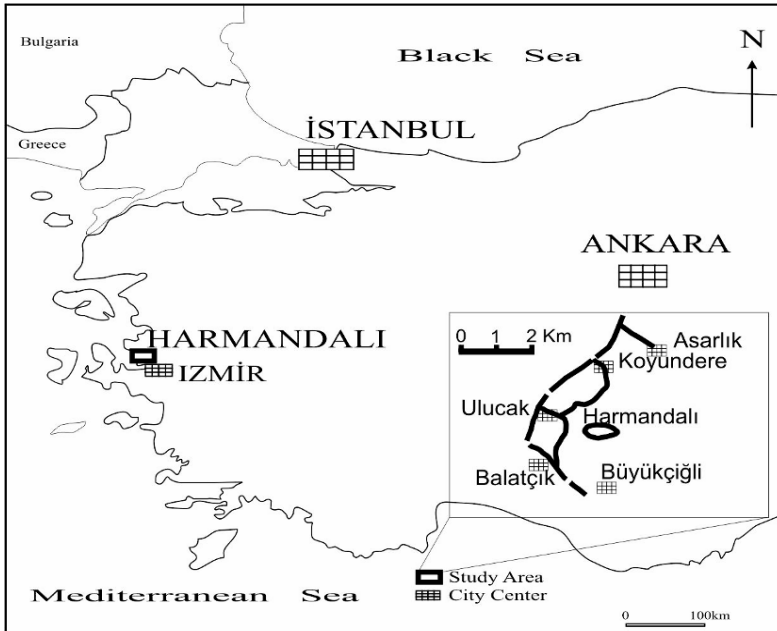 Bulgaria
Black Sea
N
Greece
İSTANBUL
ANKARA
HARMANDALI
IZMİR
0 1 2 Km
Asarlık
Koyundere
Ulucak
Harmandalı
Balatçık
Büyükçiğli
Study Area
City Center
Mediterranean Sea
0 100km